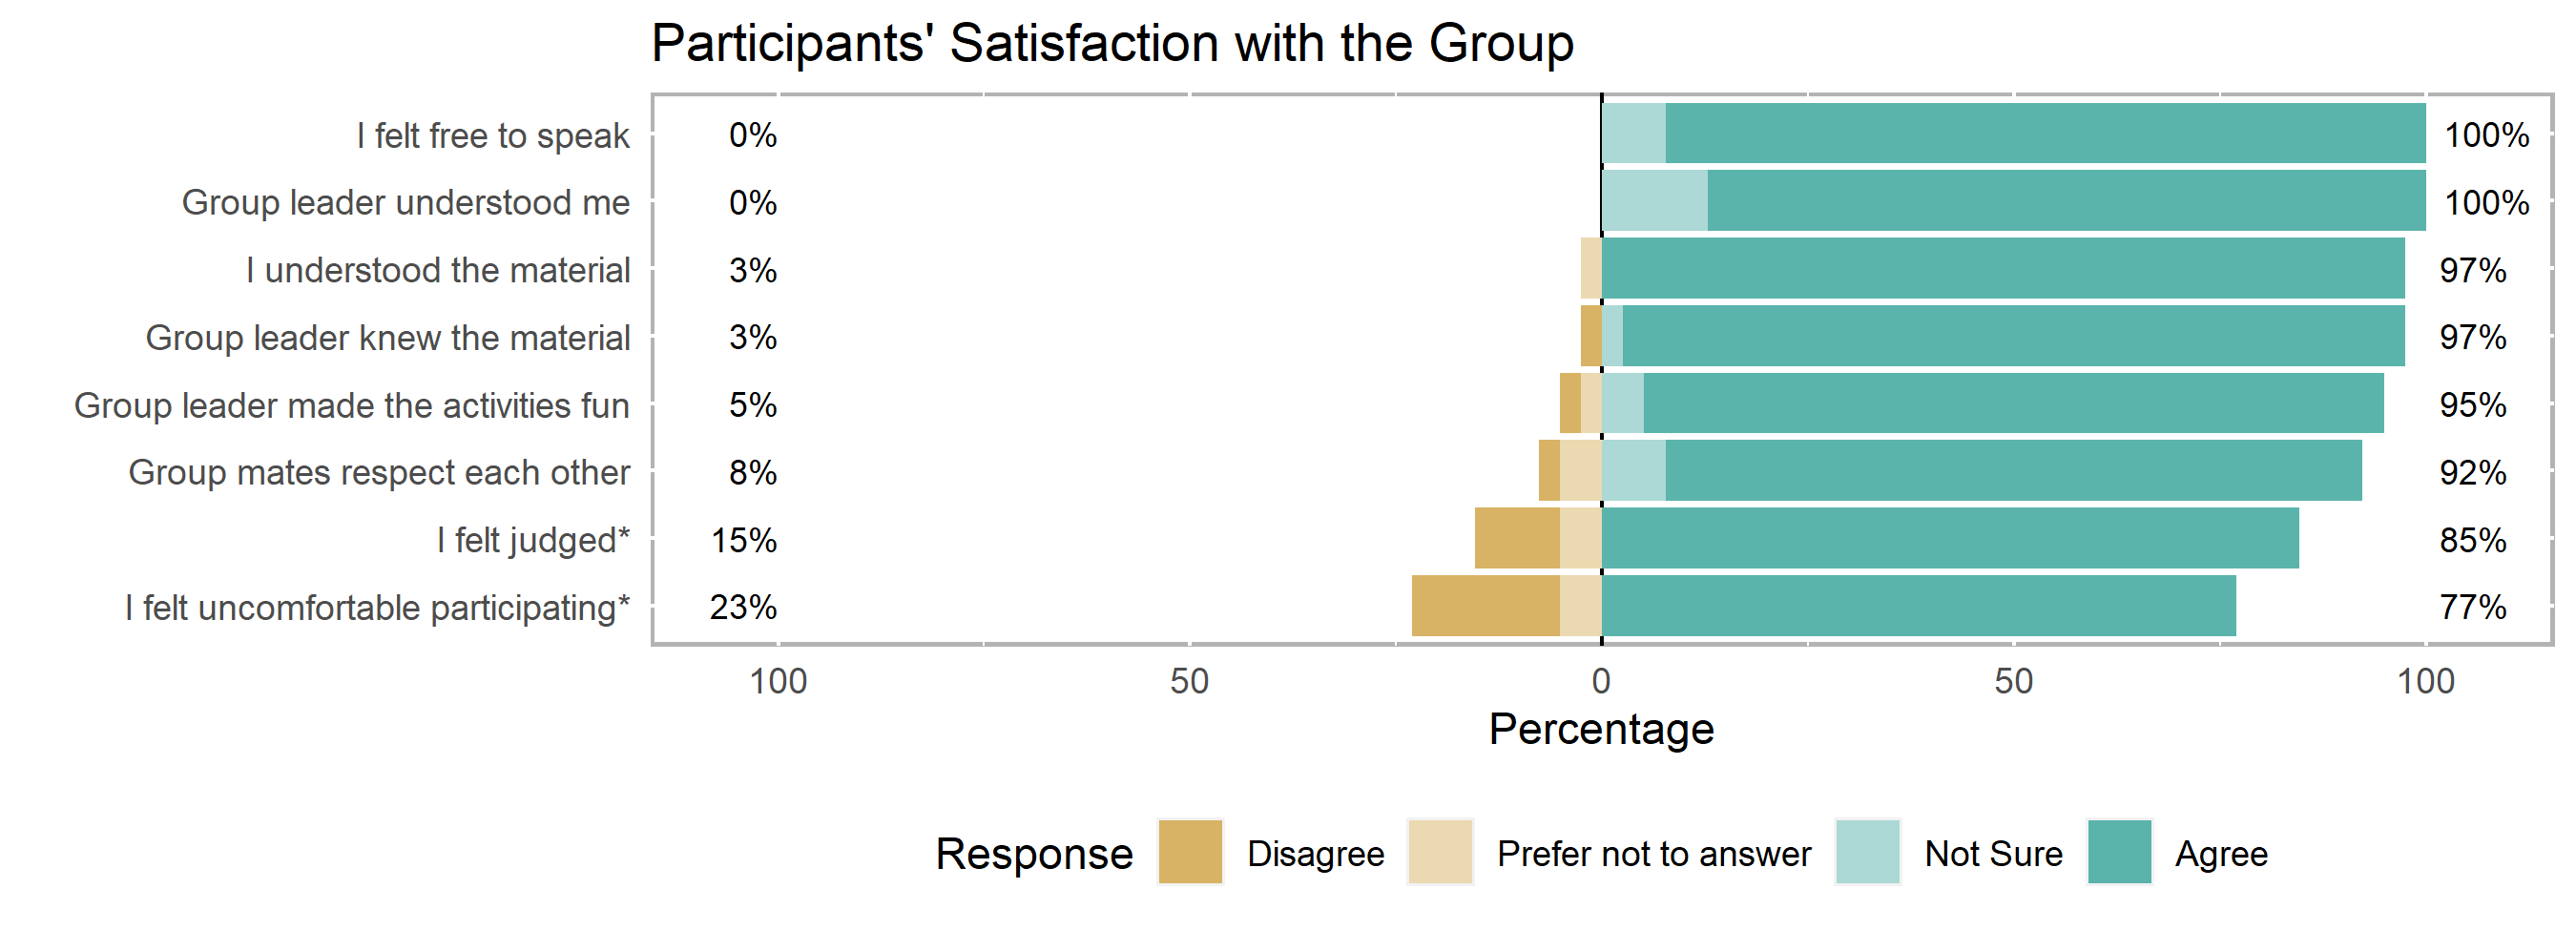 Participants' Satisfaction with the Group
I felt free to speak 0% 100%
Group leader understood me 0% 100%
I understood the material 3% 97%
Group leader knew the material 3% 97%
Group leader made the activities fun 5% 95%
Group mates respect each other 8% 92%
I felt judged* 15% 85%
I felt uncomfortable participating* 23% 77%
100 50 0 50 100
Percentage
Response Disagree Prefer not to answer Not Sure Agree